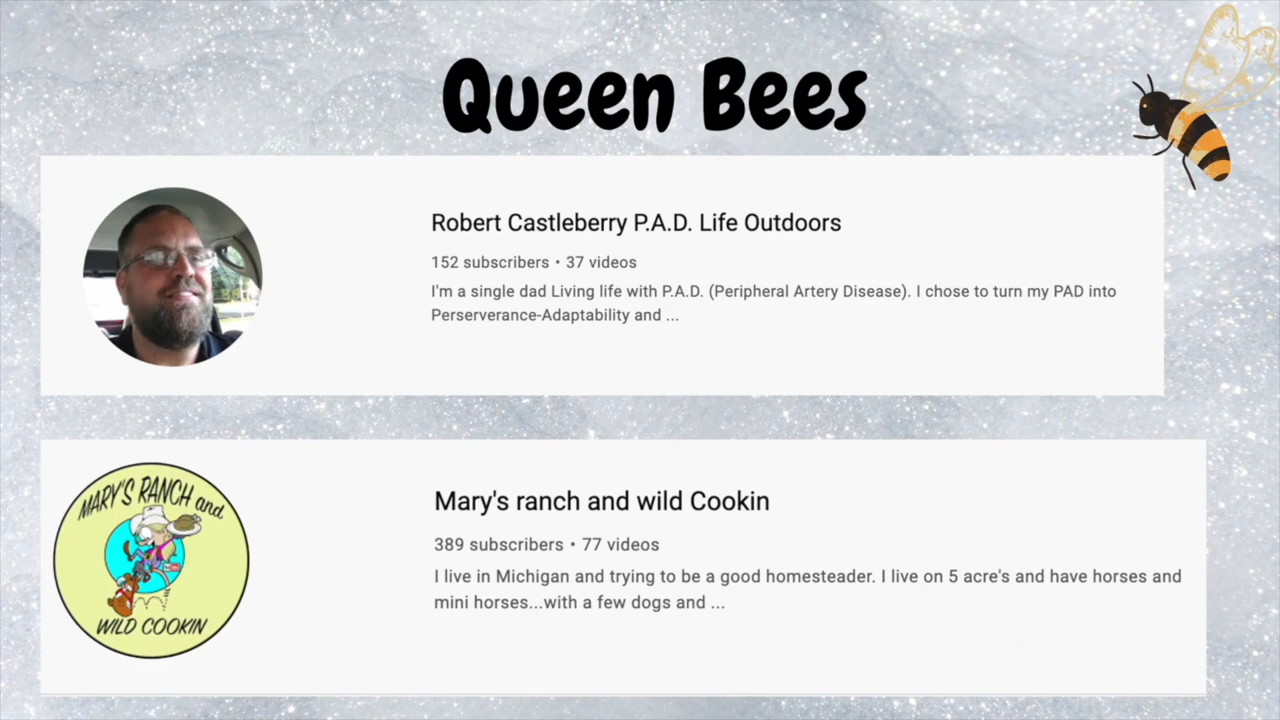 Queen Bees
Robert Castleberry P.A.D. Life Outdoors
152 subscribers • 37 videos
I'm a single dad Living life with P.A.D. (Peripheral Artery Disease). I chose to turn my PAD into
Perserverance-Adaptability and ...
MARY'S RANCH and
WILD COOKIN
Mary's ranch and wild Cookin
389 subscribers • 77 videos
I live in Michigan and trying to be a good homesteader. I live on 5 acre's and have horses and
mini horses...with a few dogs and ...